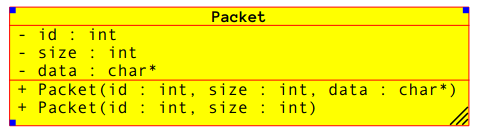 Packet
- id : int
- size : int
- data : char*
+ Packet(id : int, size : int, data : char*)
+ Packet(id : int, size : int)